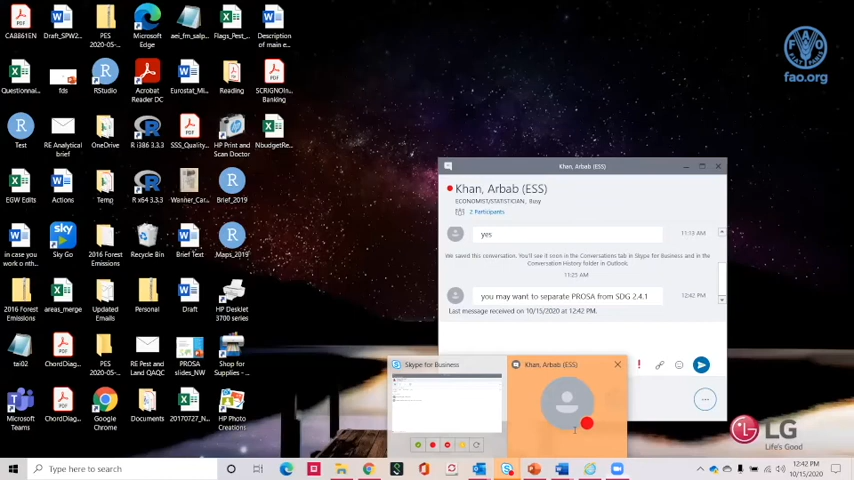 CA8861EN
Draft_SPW2...
PES
2020-05-...
Microsoft
Edge
aei_fm_salp...
Flags_Pest_...
Description
of main e...
Questionnai...
fds
RStudio
Acrobat
Reader DC
Eurostat_Mi...
Reading
SCRIGNOIn...
Banking
Test
RE Analytical
brief
OneDrive
R i386 3.3.3
SSS_Quality...
HP Print and
Scan Doctor
NbudgetRe...
EGW Edits
Actions
Temp
R x64 3.3.3
Wanner_Car...
Brief_2019
in case you
work o nth...
Sky Go
2016 Forest
Emissions
Recycle Bin
Brief Text
Maps_2019
2016 Forest
Emissions
areas_merge
Updated
Emails
Personal
Draft
HP DeskJet
3700 series
tai02
ChordDiag...
PES
2020-05-...
RE Pest and
Land QAQC
PROSA
slides_NW
Shop for
Supplies - ...
Microsoft
Teams
ChordDiag...
Google
Chrome
Documents
20170727_N...
HP Photo
Creations
fao.org
Khan, Arbab (ESS)
Khan, Arbab (ESS)
ECONOMIST/STATISTICIAN, Busy
2 Participants
yes
11:13 AM
We saved this conversation. You'll see it soon in the Conversations tab in Skype for Business and in the
Conversation History folder in Outlook.
11:25 AM
you may want to separate PROSA from SDG 2.4.1
12:42 PM
Last message received on 10/15/2020 at 12:42 PM.
Skype for Business
Khan, Arbab (ESS)
LG
Life's Good
Type here to search
12:42 PM
10/15/2020